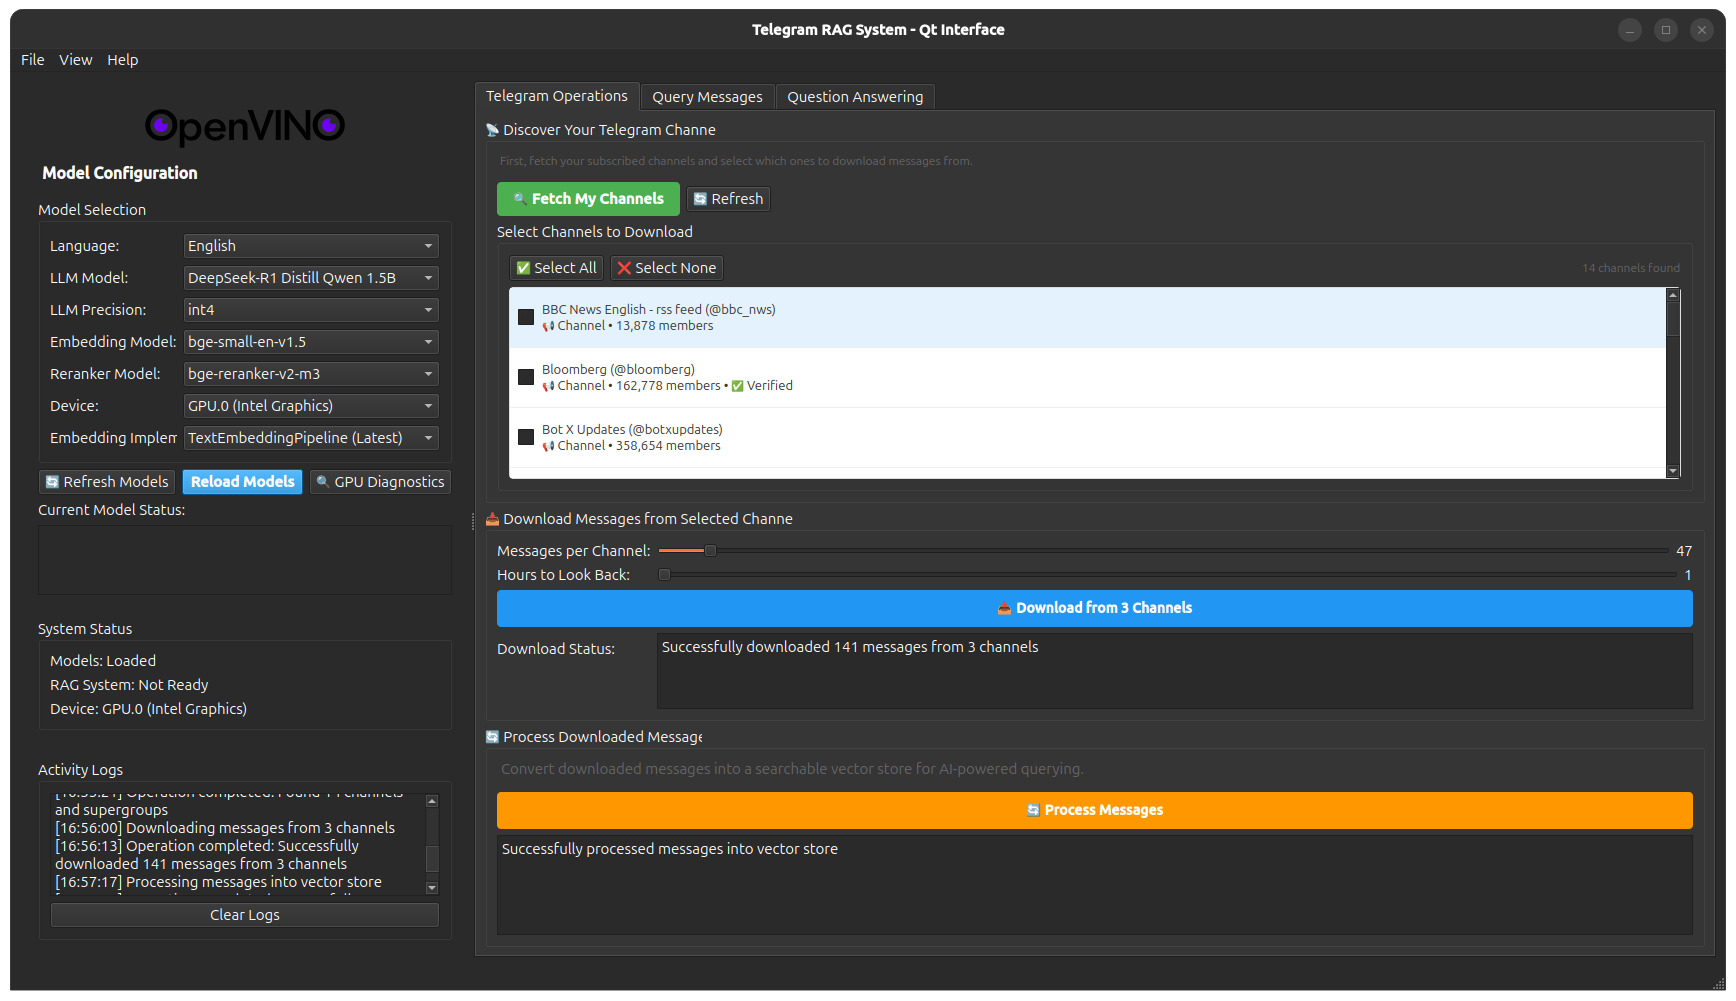 Telegram RAG System - Qt Interface
File View Help
OpenVINO
Model Configuration
Model Selection
Language: English
LLM Model: DeepSeek-R1 Distill Qwen 1.5B
LLM Precision: int4
Embedding Model: bge-small-en-v1.5
Reranker Model: bge-reranker-v2-m3
Device: GPU.0 (Intel Graphics)
Embedding Implem TextEmbeddingPipeline (Latest)
Refresh Models Reload Models GPU Diagnostics
Current Model Status:
System Status
Models: Loaded
RAG System: Not Ready
Device: GPU.0 (Intel Graphics)
Activity Logs
and supergroups
[16:56:00] Downloading messages from 3 channels
[16:56:13] Operation completed: Successfully
downloaded 141 messages from 3 channels
[16:57:17] Processing messages into vector store
Clear Logs
Telegram Operations Query Messages Question Answering
Discover Your Telegram Channe
First, fetch your subscribed channels and select which ones to download messages from.
Fetch My Channels Refresh
Select Channels to Download
Select All Select None 14 channels found
BBC News English - rss feed (@bbc_nws)
Channel • 13,878 members
Bloomberg (@bloomberg)
Channel • 162,778 members • ✅ Verified
Bot X Updates (@botxupdates)
Channel • 358,654 members
Download Messages from Selected Channe
Messages per Channel: 47
Hours to Look Back: 1
Download from 3 Channels
Download Status: Successfully downloaded 141 messages from 3 channels
Process Downloaded Message
Convert downloaded messages into a searchable vector store for AI-powered querying.
Process Messages
Successfully processed messages into vector store